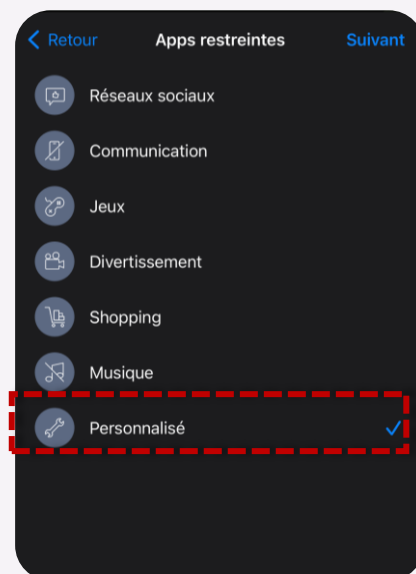 Retour Apps restreintes Suivant
Réseaux sociaux
Communication
Jeux
Divertissement
Shopping
Musique
Personnalisé